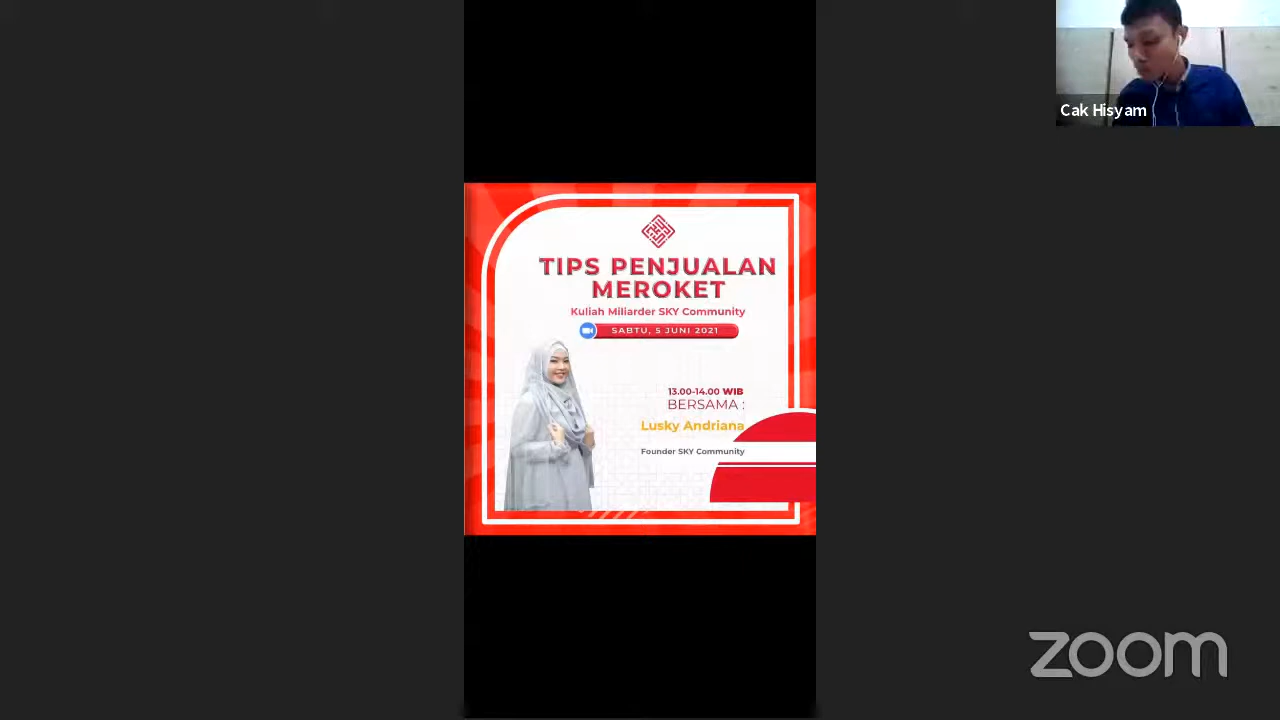 Cak Hisyam
TIPS PENJUALAN
MEROKET
Kuliah Miliarder SKY Community
SABTU, 5 JUNI 2021
13.00-14.00 WIB
BERSAMA :
Lusky Andriana
Founder SKY Community
zoom